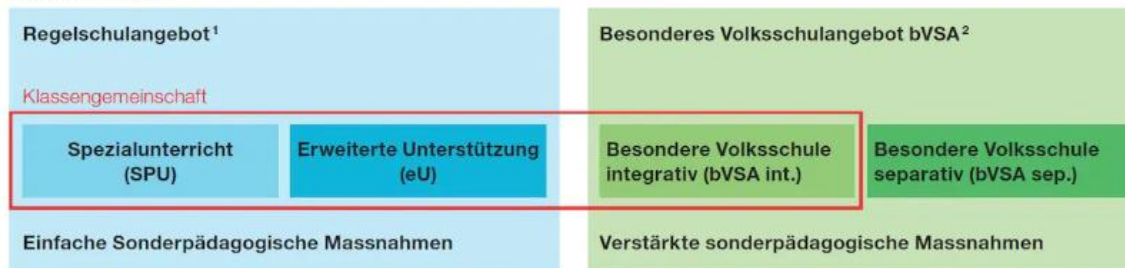 Regelschulangebot¹
Besonderes Volksschulangebot bVSA²
Klassengemeinschaft
Spezialunterricht
(SPU)
Erweiterte Unterstützung
(eU)
Besondere Volksschule
integrativ (bVSA int.)
Besondere Volksschule
separativ (bVSA sep.)
Einfache Sonderpädagogische Massnahmen
Verstärkte sonderpädagogische Massnahmen